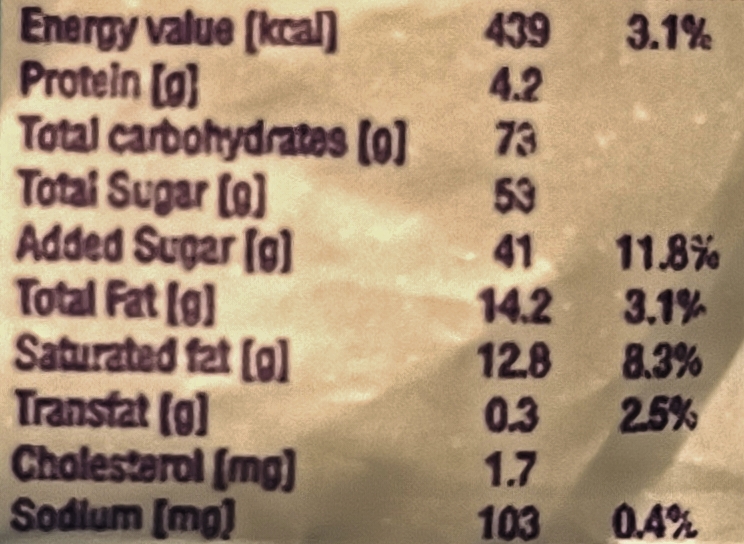 Energy value [kcal] 439 3.1%
Protein [g] 4.2
Total carbohydrates [g] 73
Total Sugar [g] 53
Added Sugar [g] 41 11.8%
Total Fat [g] 14.2 3.1%
Saturated fat [g] 12.8 8.3%
Transfat [g] 0.3 2.5%
Cholesterol [mg] 1.7
Sodium [mg] 103 0.4%